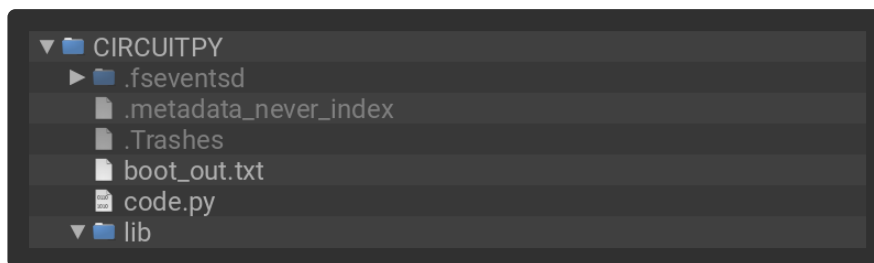 CIRCUITPY
.fseventsd
.metadata_never_index
.Trashes
boot_out.txt
code.py
lib